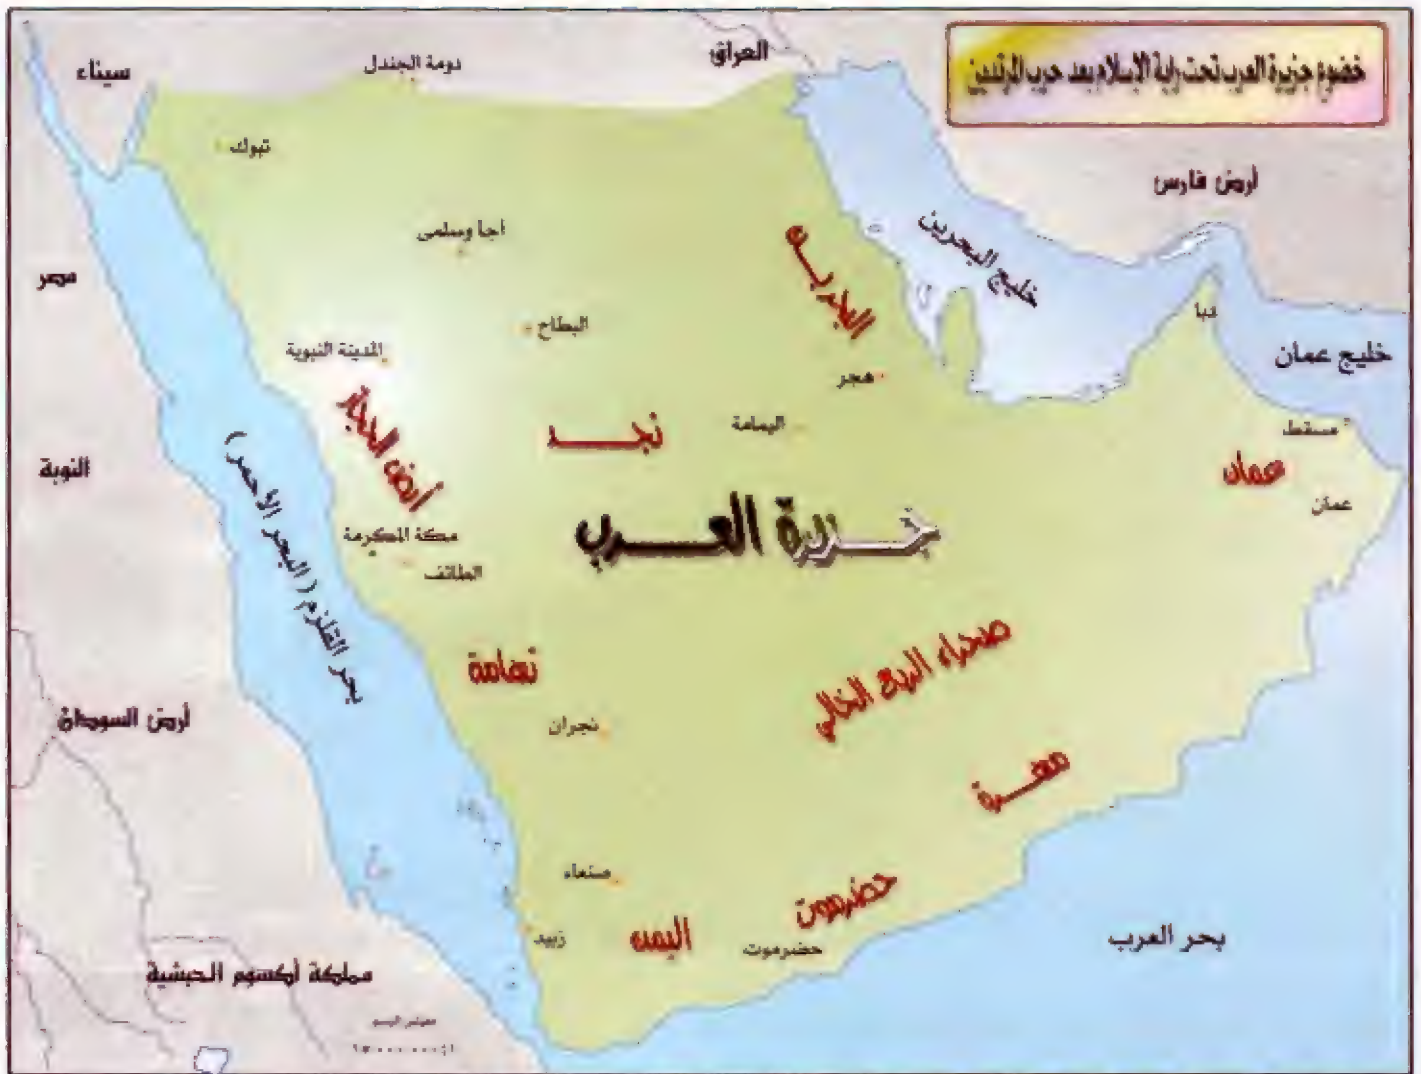 خضوع جزيرة العرب تحت راية الإسلام بعد حرب المرتدين
العراق
دومة الجندل
سيناء
تبوك
أرض فارس
أجا وسلمى
خليج البحرين
البحرين
مصر
دبا
البطاح
المدينة النبوية
خليج عمان
هجر
أرض الحجاز
نجد
اليمامة
مسقط
عمان
النوبة
عمان
جزيرة العرب
مكة المكرمة
الطائف
بحر القلزم (البحر الأحمر)
صحراء الربع الخالي
تهامة
نجران
أرض السودان
مهرة
صنعاء
حضرموت
زبيد
اليمن
حضرموت
بحر العرب
مملكة أكسوم الحبشية